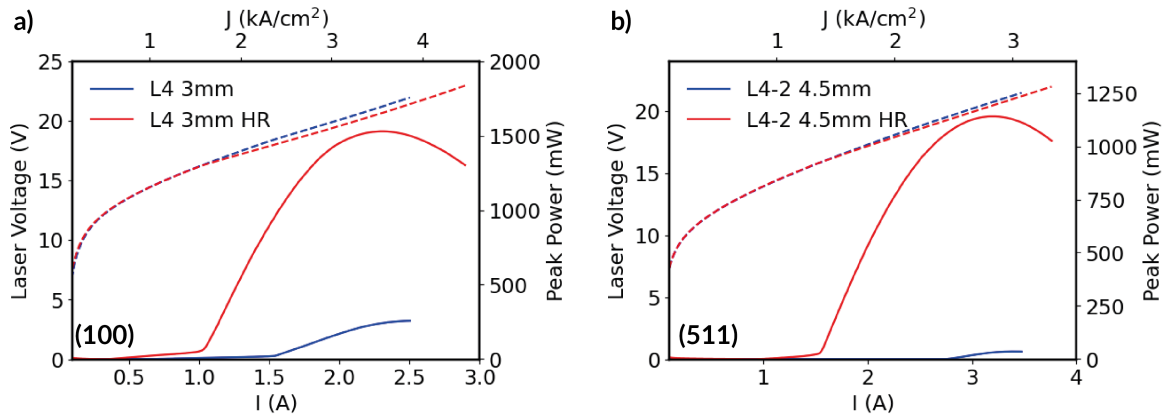 a)
J (kA/cm²)
1 2 3 4
25 20 15 10 5 0
Laser Voltage (V)
2000 1500 1000 500 0
Peak Power (mW)
L4 3mm
L4 3mm HR
(100)
0.5 1.0 1.5 2.0 2.5 3.0
I (A)
b)
J (kA/cm²)
1 2 3
20 15 10 5 0
Laser Voltage (V)
1250 1000 750 500 250 0
Peak Power (mW)
L4-2 4.5mm
L4-2 4.5mm HR
(511)
1 2 3 4
I (A)